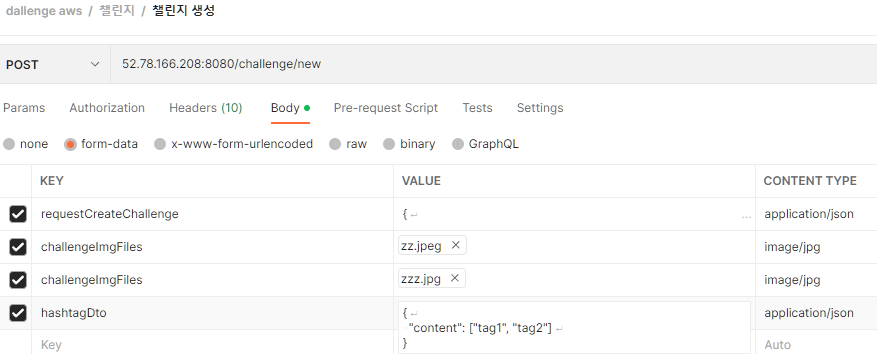 dallenge aws / 챌린지 / 챌린지 생성
POST 52.78.166.208:8080/challenge/new
Params Authorization Headers (10) Body Pre-request Script Tests Settings
none form-data x-www-form-urlencoded raw binary GraphQL
KEY VALUE CONTENT TYPE
requestCreateChallenge { ↵ ... application/json
challengeImgFiles zz.jpeg × image/jpg
challengeImgFiles zzz.jpg × image/jpg
hashtagDto { ↵ application/json
"content": ["tag1", "tag2"] ↵
}
Key Auto